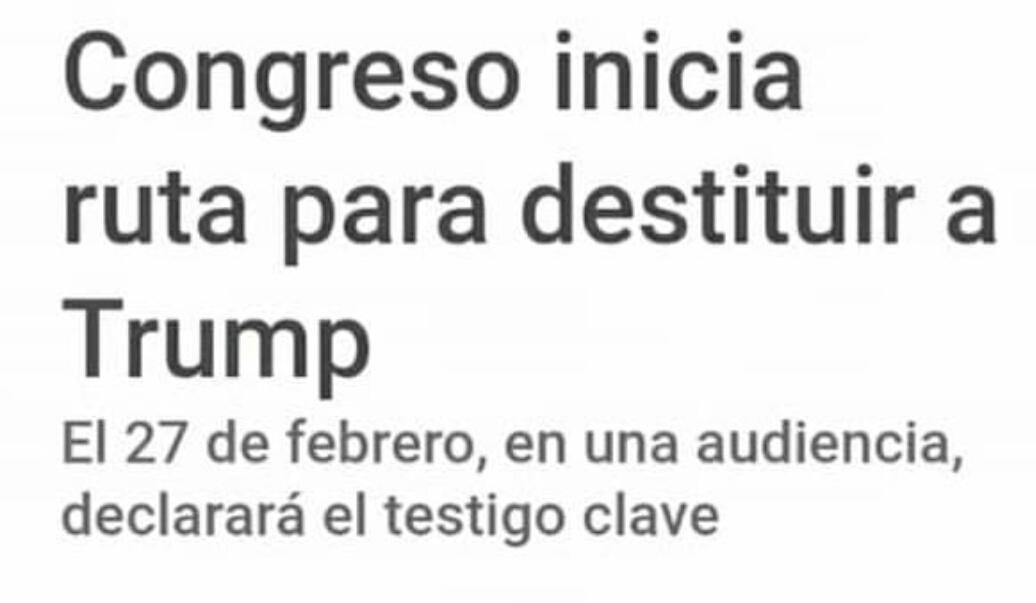 Congreso inicia
ruta para destituir a
Trump
El 27 de febrero, en una audiencia,
declarará el testigo clave